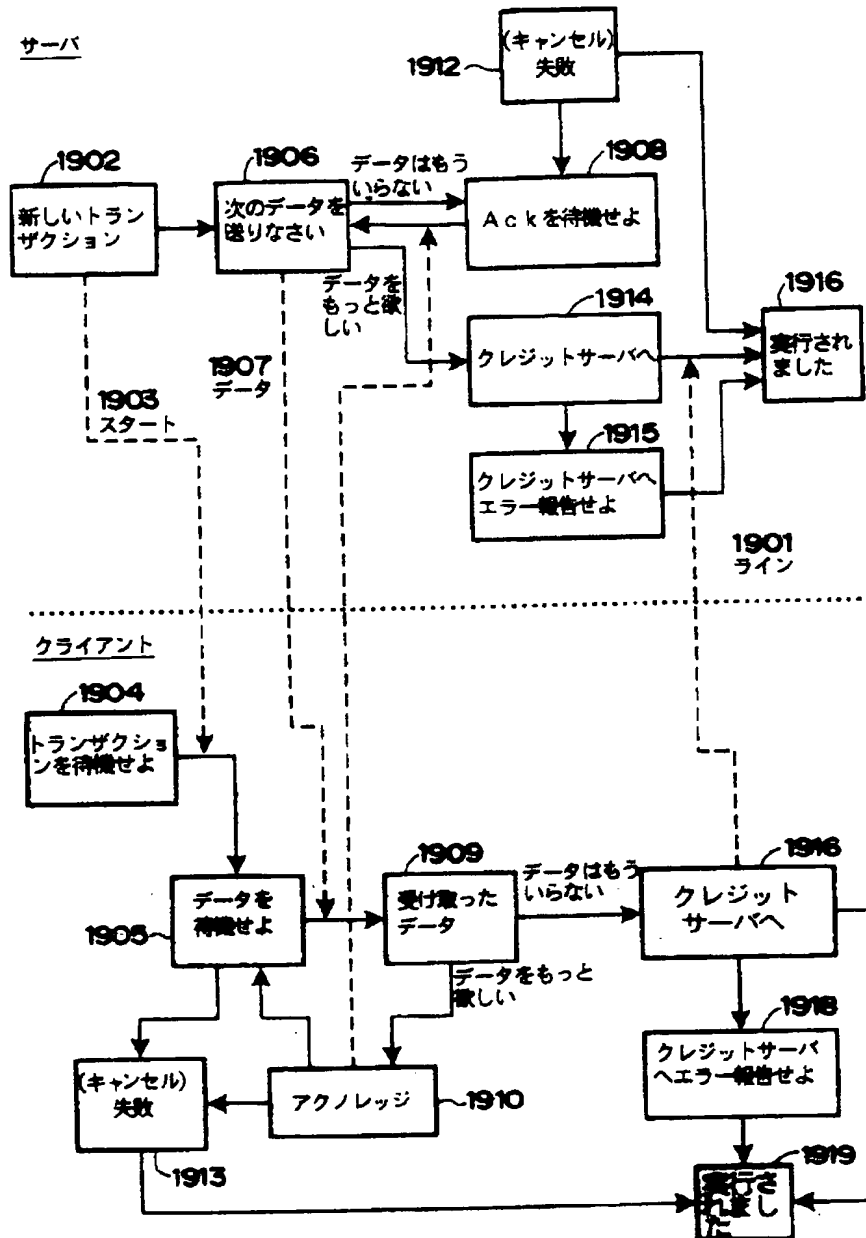 サーバ
1912
(キャンセル)
失敗
1902
新しいトラン
ザクション
1906
次のデータを
送りなさい
データはもう
いらない
1908
Ackを待機せよ
データを
もっと欲
しい
1914
クレジットサーバへ
1916
実行され
ました
1903
スタート
1907
データ
1915
クレジットサーバへ
エラー報告せよ
1901
ライン
クライアント
1904
トランザクショ
ンを待機せよ
1905
データを
待機せよ
1909
受け取った
データ
データはもう
いらない
1916
クレジット
サーバへ
データをもっと
欲しい
1918
クレジットサーバ
へエラー報告せよ
(キャンセル)
失敗
1913
アクノレッジ
1910
1919
実行さ
れまし
た